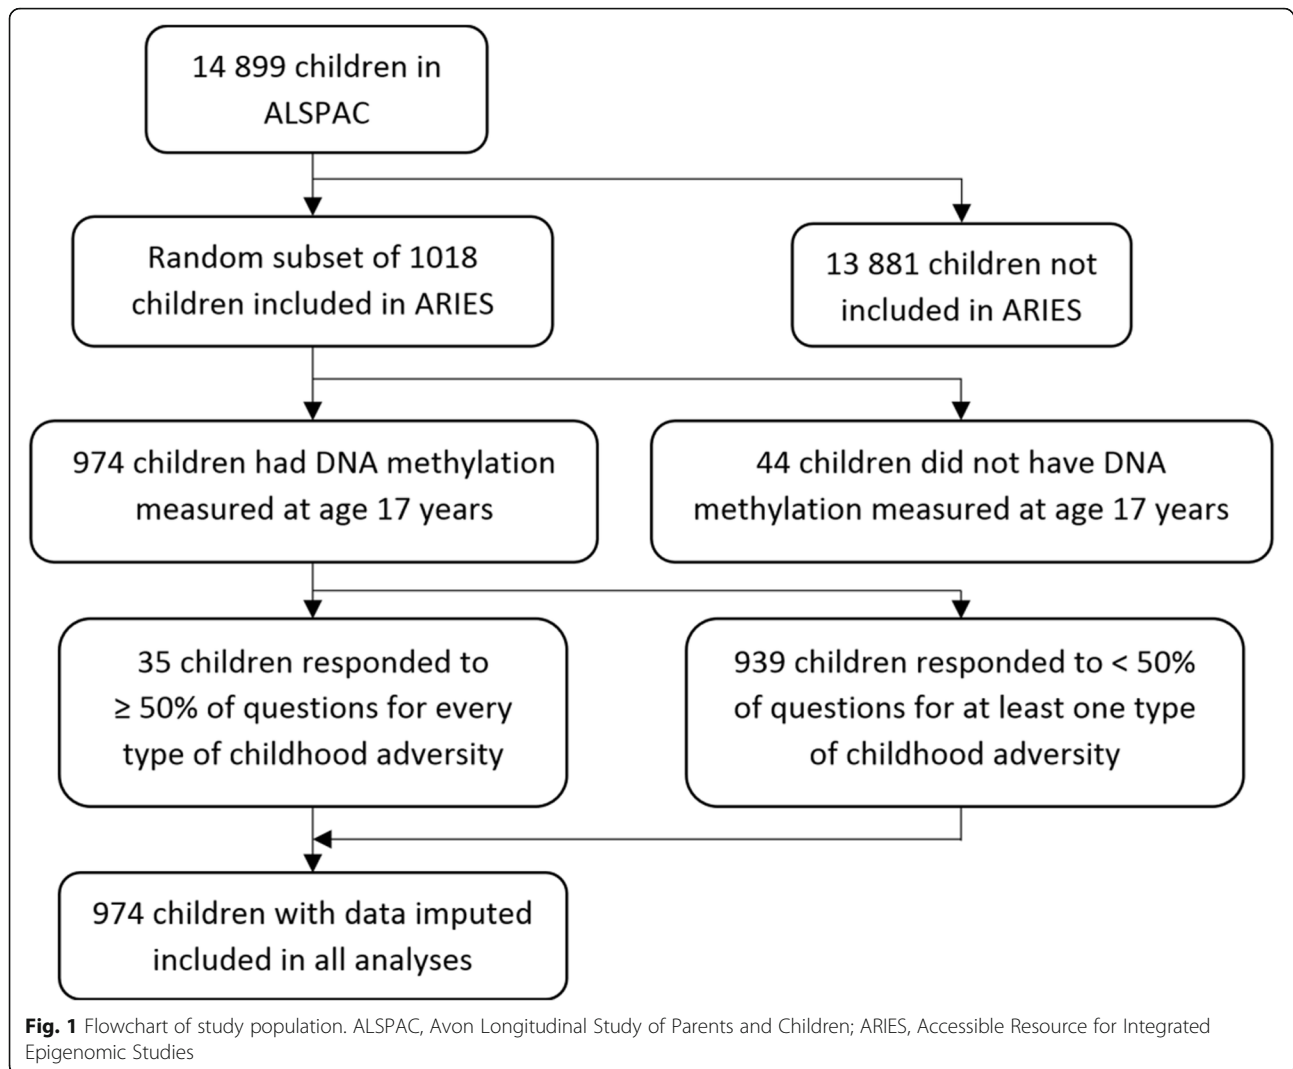 14 899 children in
ALSPAC
Random subset of 1018
children included in ARIES
13 881 children not
included in ARIES
974 children had DNA methylation
measured at age 17 years
44 children did not have DNA
methylation measured at age 17 years
35 children responded to
≥ 50% of questions for every
type of childhood adversity
939 children responded to < 50%
of questions for at least one type
of childhood adversity
974 children with data imputed
included in all analyses
Fig. 1 Flowchart of study population. ALSPAC, Avon Longitudinal Study of Parents and Children; ARIES, Accessible Resource for Integrated
Epigenomic Studies